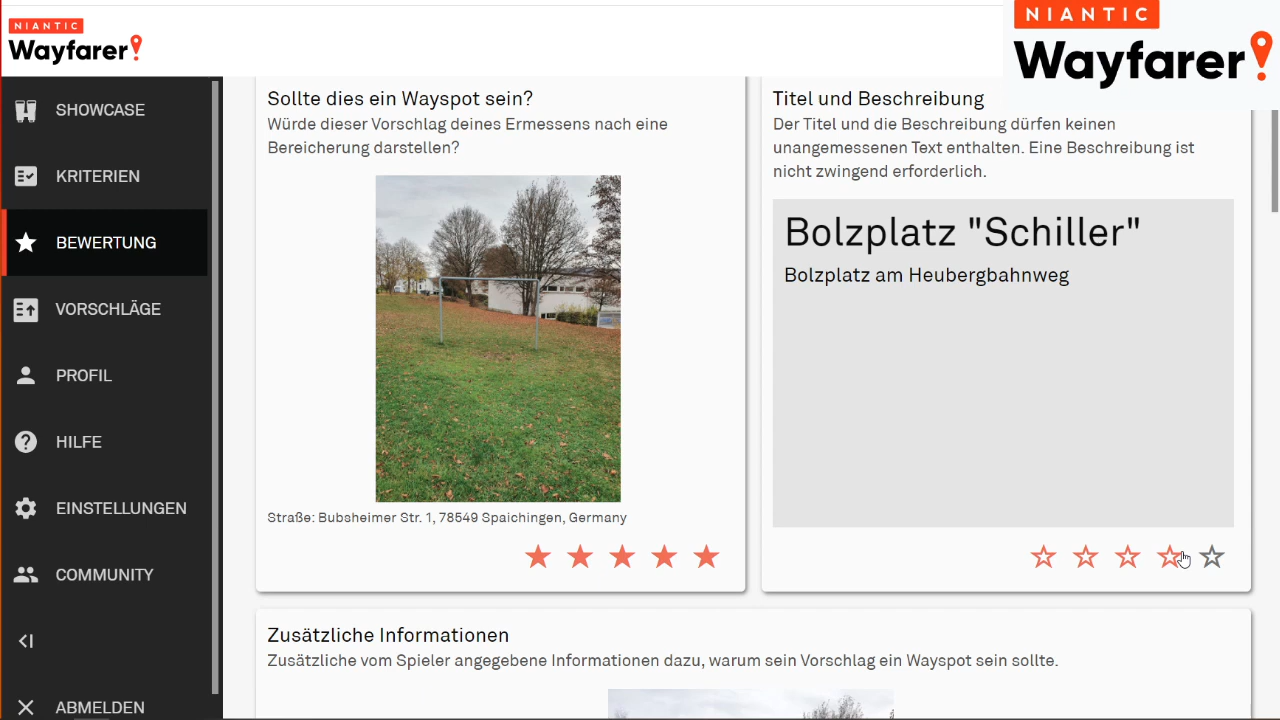 NIANTIC
Wayfarer
NIANTIC
Wayfarer
SHOWCASE
KRITERIEN
BEWERTUNG
VORSCHLÄGE
PROFIL
HILFE
EINSTELLUNGEN
COMMUNITY
ABMELDEN
Sollte dies ein Wayspot sein?
Würde dieser Vorschlag deines Ermessens nach eine
Bereicherung darstellen?
Straße: Bubsheimer Str. 1, 78549 Spaichingen, Germany
Titel und Beschreibung
Der Titel und die Beschreibung dürfen keinen
unangemessenen Text enthalten. Eine Beschreibung ist
nicht zwingend erforderlich.
Bolzplatz "Schiller"
Bolzplatz am Heubergbahnweg
Zusätzliche Informationen
Zusätzliche vom Spieler angegebene Informationen dazu, warum sein Vorschlag ein Wayspot sein sollte.